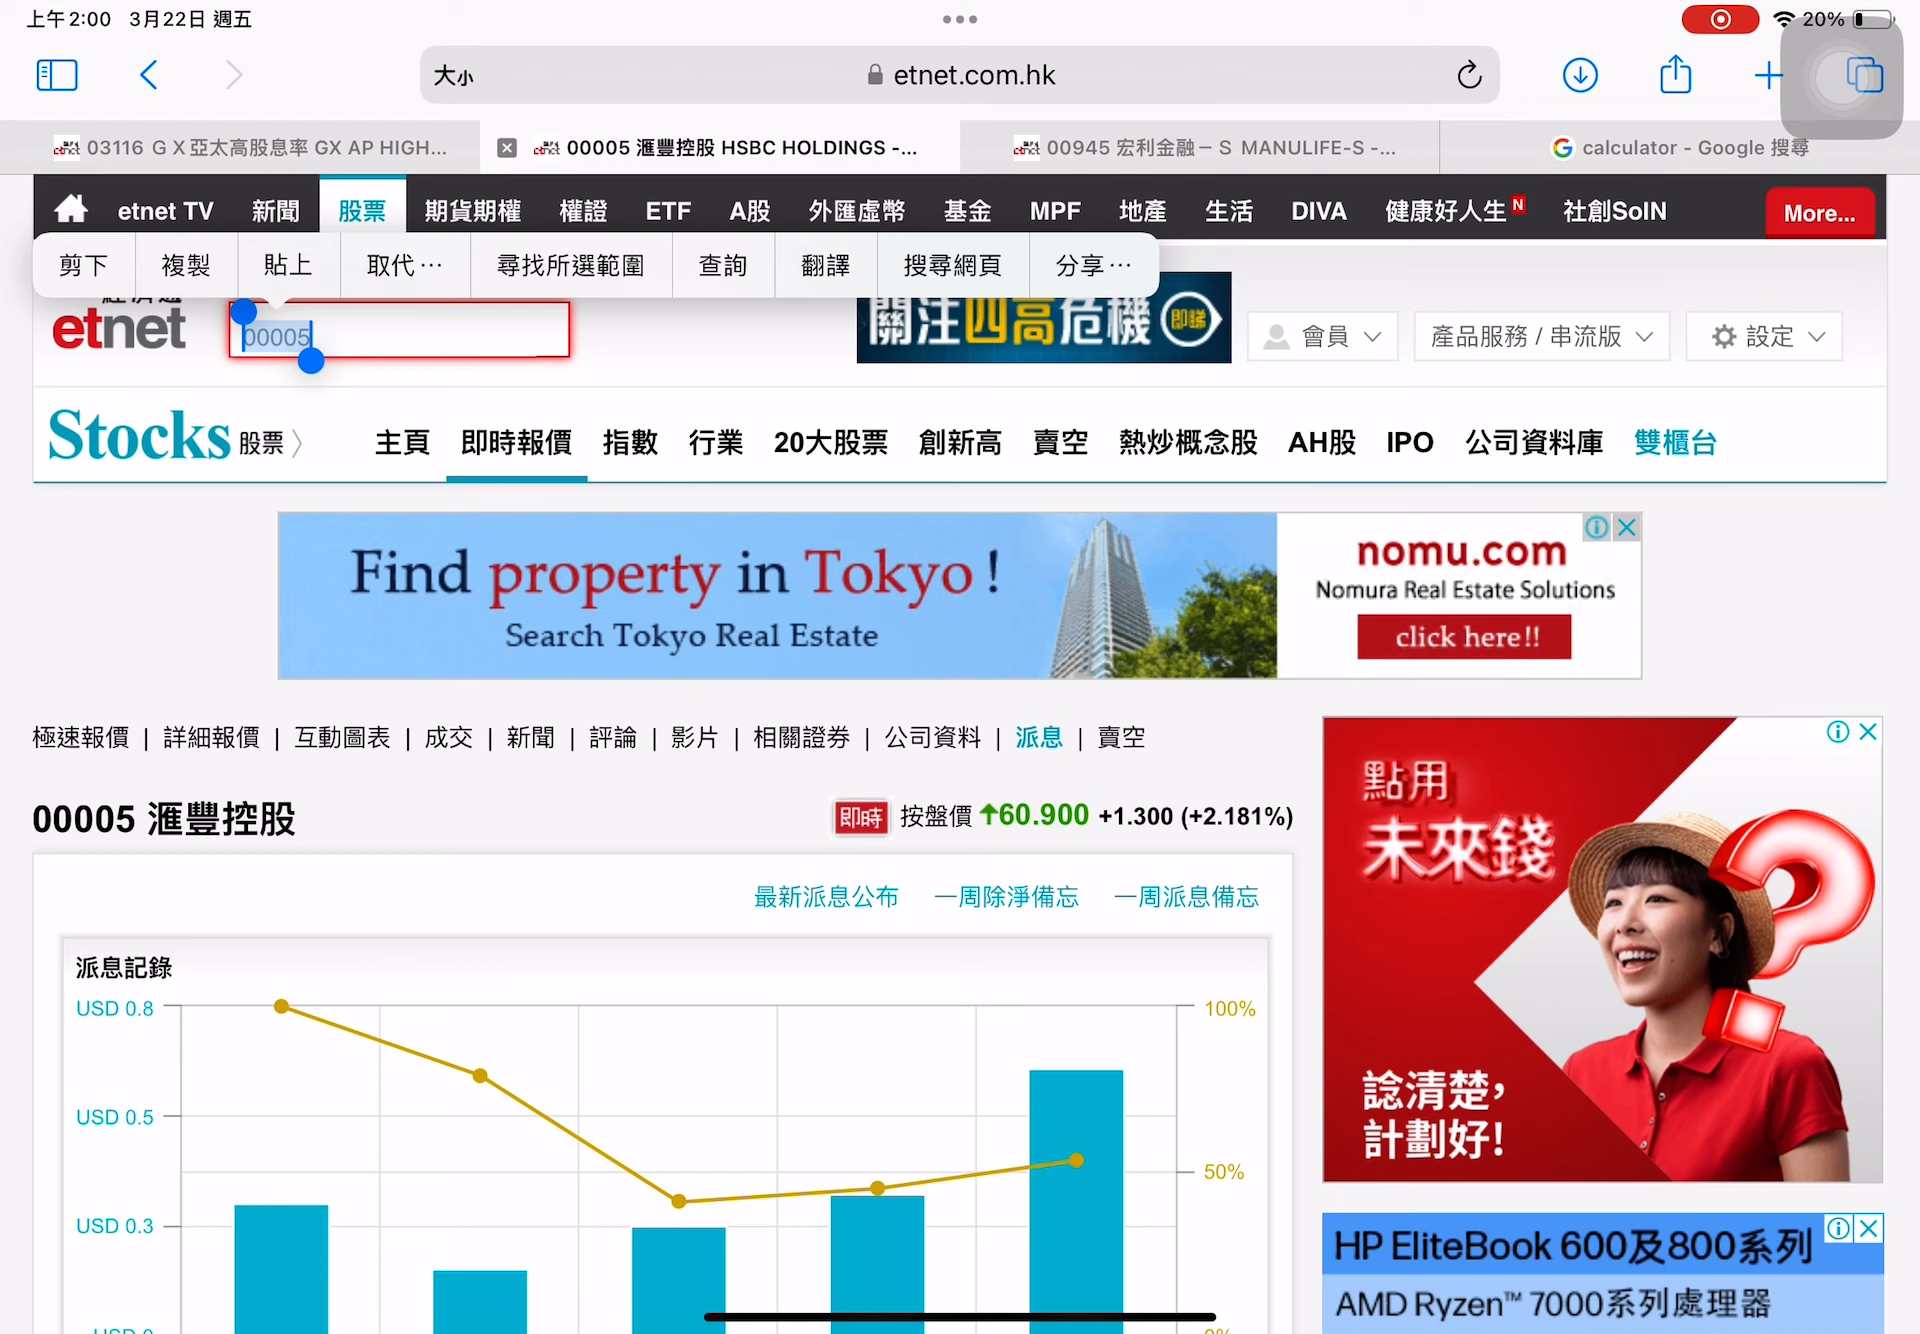 上午2:00 3月22日 週五
20%
大小
etnet.com.hk
03116 G X 亞太高股息率 GX AP HIGH...
00005 滙豐控股 HSBC HOLDINGS -...
00945 宏利金融－Ｓ MANULIFE-S -...
calculator - Google 搜尋
etnet TV 新聞 股票 期貨期權 權證 ETF A股 外匯虛幣 基金 MPF 地產 生活 DIVA 健康好人生 N 社創SoIN More...
剪下 複製 貼上 取代… 尋找所選範圍 查詢 翻譯 搜尋網頁 分享…
etnet
00005
關注四高危機 即睇
會員
產品服務 / 串流版
設定
Stocks 股票
主頁 即時報價 指數 行業 20大股票 創新高 賣空 熱炒概念股 AH股 IPO 公司資料庫 雙櫃台
Find property in Tokyo !
Search Tokyo Real Estate
nomu.com
Nomura Real Estate Solutions
click here!!
極速報價 | 詳細報價 | 互動圖表 | 成交 | 新聞 | 評論 | 影片 | 相關證券 | 公司資料 | 派息 | 賣空
00005 滙豐控股
即時 按盤價 60.900 +1.300 (+2.181%)
最新派息公布 一周除淨備忘 一周派息備忘
派息記錄
USD 0.8
100%
USD 0.5
50%
USD 0.3
點用
未來錢
?
諗清楚，
計劃好!
HP EliteBook 600及800系列
AMD Ryzen™ 7000系列處理器